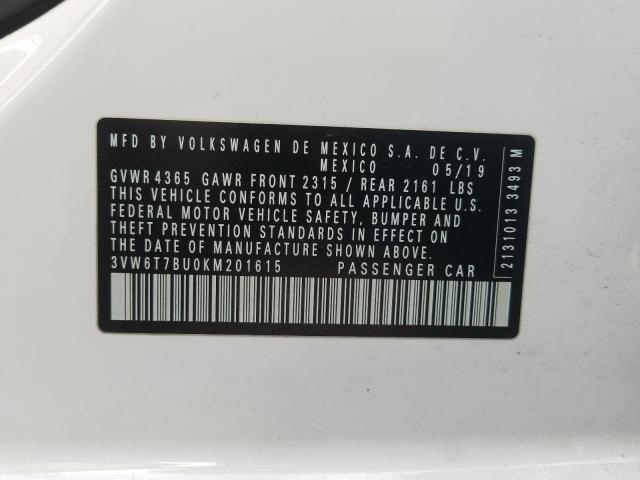 MFD BY VOLKSWAGEN DE MEXICO S.A. DE C.V.
MEXICO 05/19
GVWR 4365 GAWR FRONT 2315 / REAR 2161 LBS
THIS VEHICLE CONFORMS TO ALL APPLICABLE U.S.
FEDERAL MOTOR VEHICLE SAFETY, BUMPER AND
THEFT PREVENTION STANDARDS IN EFFECT ON
THE DATE OF MANUFACTURE SHOWN ABOVE.
3VW6T7BU0KM201615 PASSENGER CAR
2131013 3493 M